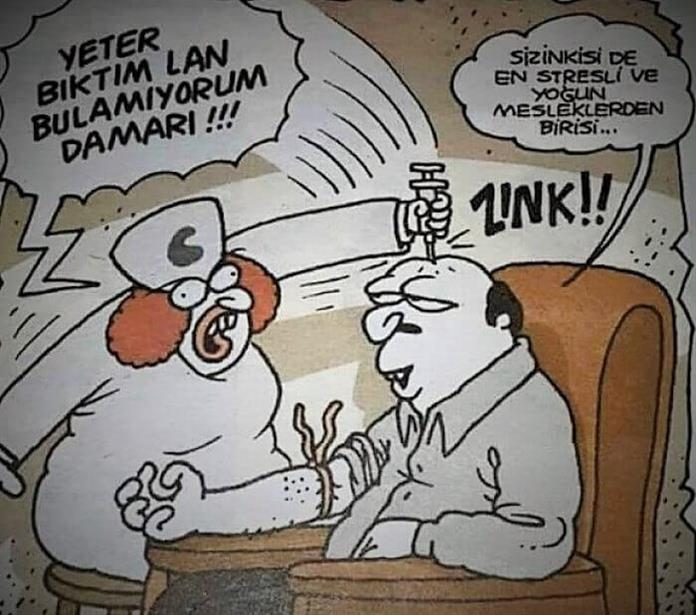 YETER
BIKTIM LAN
BULAMIYORUM
DAMARI !!!
SİZİNKİSİ DE
EN STRESLİ VE
YOĞUN
MESLEKLERDEN
BİRİSİ...
ZINK!!